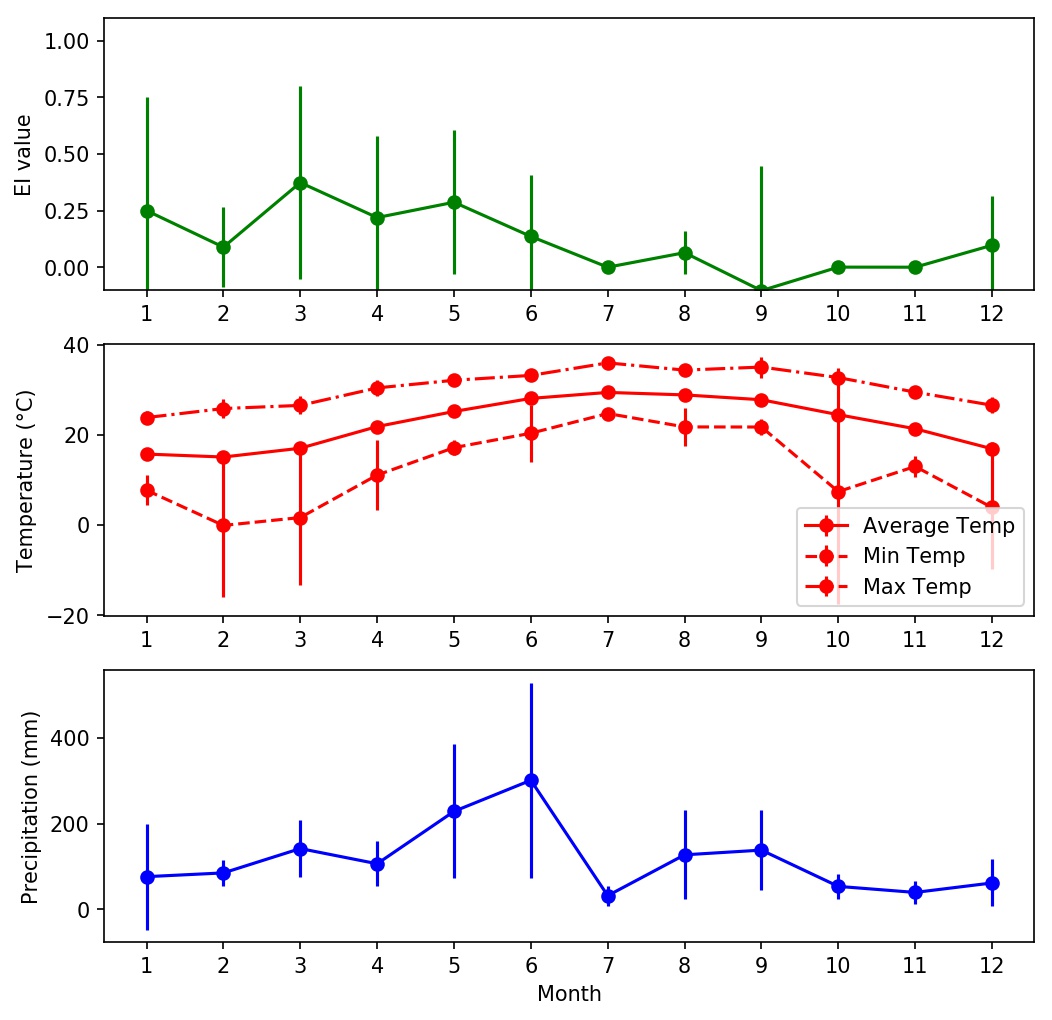 EI value
1.00
0.75
0.50
0.25
0.00
1 2 3 4 5 6 7 8 9 10 11 12
Temperature (°C)
40
20
0
−20
Average Temp
Min Temp
Max Temp
1 2 3 4 5 6 7 8 9 10 11 12
Precipitation (mm)
400
200
0
1 2 3 4 5 6 7 8 9 10 11 12
Month